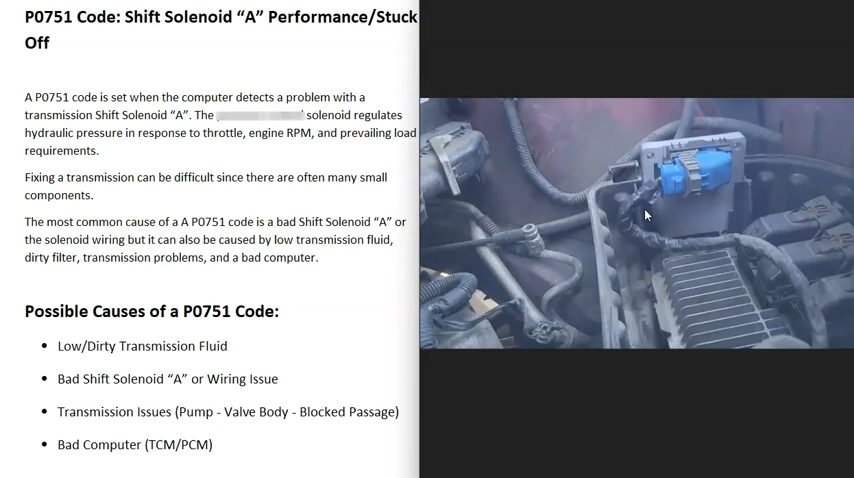 P0751 Code: Shift Solenoid “A” Performance/Stuck
Off
A P0751 code is set when the computer detects a problem with a
transmission Shift Solenoid “A”. The solenoid regulates
hydraulic pressure in response to throttle, engine RPM, and prevailing load
requirements.
Fixing a transmission can be difficult since there are often many small
components.
The most common cause of a A P0751 code is a bad Shift Solenoid “A” or
the solenoid wiring but it can also be caused by low transmission fluid,
dirty filter, transmission problems, and a bad computer.
Possible Causes of a P0751 Code:
• Low/Dirty Transmission Fluid
• Bad Shift Solenoid “A” or Wiring Issue
• Transmission Issues (Pump - Valve Body - Blocked Passage)
• Bad Computer (TCM/PCM)